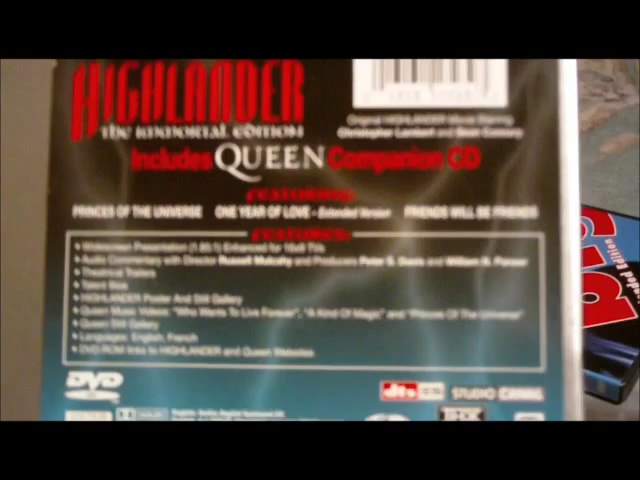 HIGHLANDER
THE IMMORTAL EDITION
Original HIGHLANDER Movie Starring
Christopher Lambert and Sean Connery
Includes QUEEN Companion CD
FEATURING:
PRINCES OF THE UNIVERSE ONE YEAR OF LOVE - Extended Version FRIENDS WILL BE FRIENDS
FEATURES:
• Widescreen Presentation (1.85:1) Enhanced for 16x9 TVs
• Audio Commentary with Director Russell Mulcahy and Producers Peter S. Davis and William N. Panzer
• Theatrical Trailers
• Talent Bios
• HIGHLANDER Poster And Still Gallery
• Queen Music Videos: "Who Wants To Live Forever", "A Kind Of Magic" and "Princes Of The Universe"
• Queen Still Gallery
• Languages: English, French
• DVD-ROM links to HIGHLANDER and Queen Websites
DVD
dts
STUDIO CANAL
THX
Edition